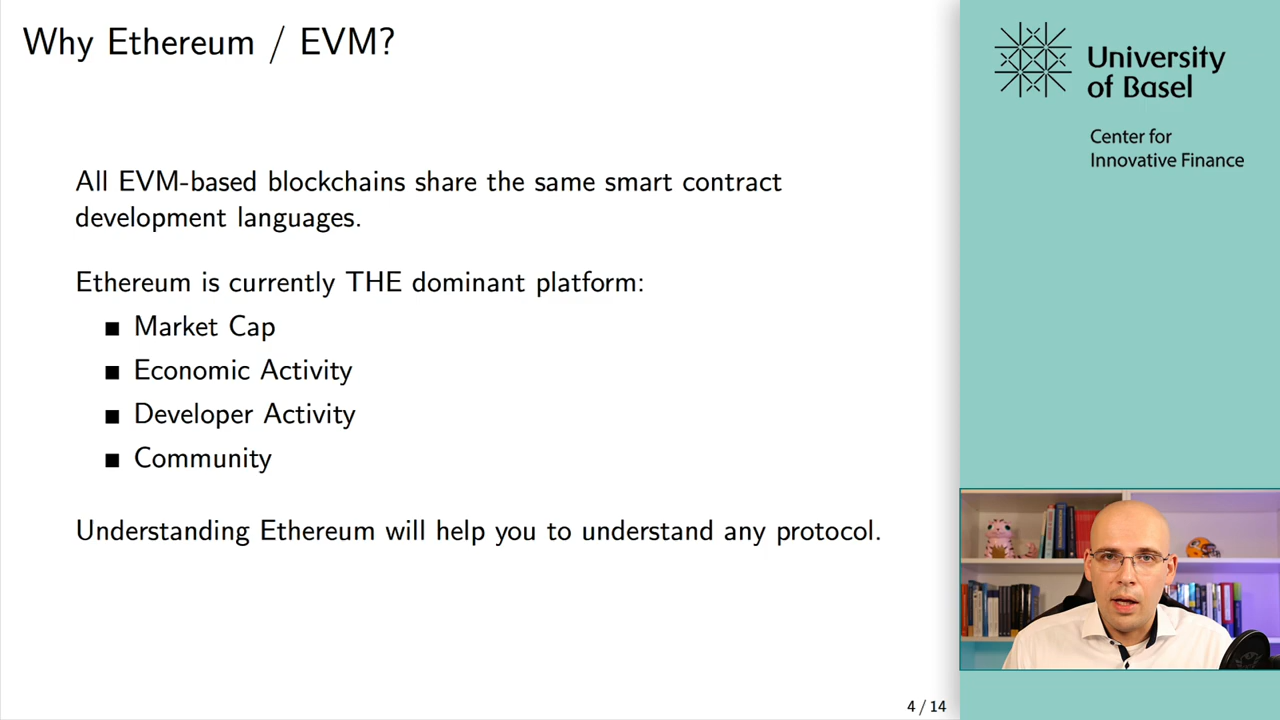 Why Ethereum / EVM?
All EVM-based blockchains share the same smart contract
development languages.
Ethereum is currently THE dominant platform:
■ Market Cap
■ Economic Activity
■ Developer Activity
■ Community
Understanding Ethereum will help you to understand any protocol.
4 / 14
University
of Basel
Center for
Innovative Finance